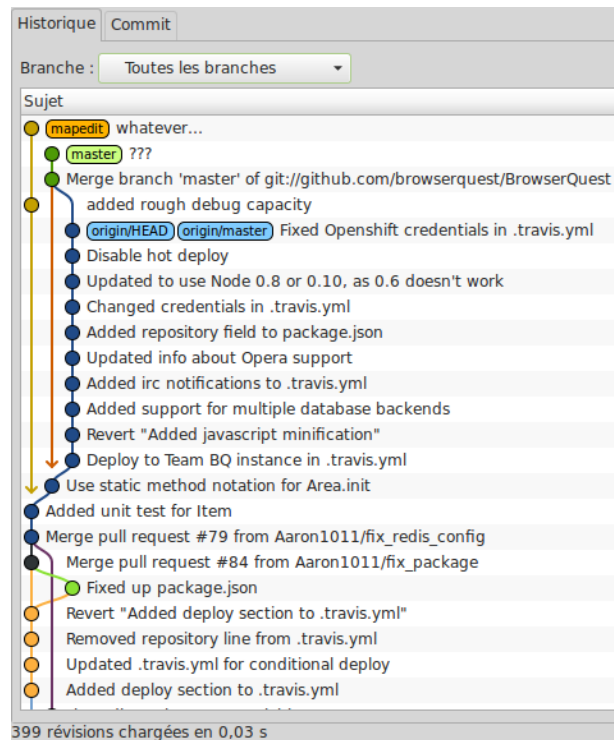 Historique Commit
Branche : Toutes les branches
Sujet
mapedit whatever...
master ???
Merge branch 'master' of git://github.com/browserquest/BrowserQuest
added rough debug capacity
origin/HEAD origin/master Fixed Openshift credentials in .travis.yml
Disable hot deploy
Updated to use Node 0.8 or 0.10, as 0.6 doesn't work
Changed credentials in .travis.yml
Added repository field to package.json
Updated info about Opera support
Added irc notifications to .travis.yml
Added support for multiple database backends
Revert "Added javascript minification"
Deploy to Team BQ instance in .travis.yml
Use static method notation for Area.init
Added unit test for Item
Merge pull request #79 from Aaron1011/fix_redis_config
Merge pull request #84 from Aaron1011/fix_package
Fixed up package.json
Revert "Added deploy section to .travis.yml"
Removed repository line from .travis.yml
Updated .travis.yml for conditional deploy
Added deploy section to .travis.yml
399 révisions chargées en 0,03 s